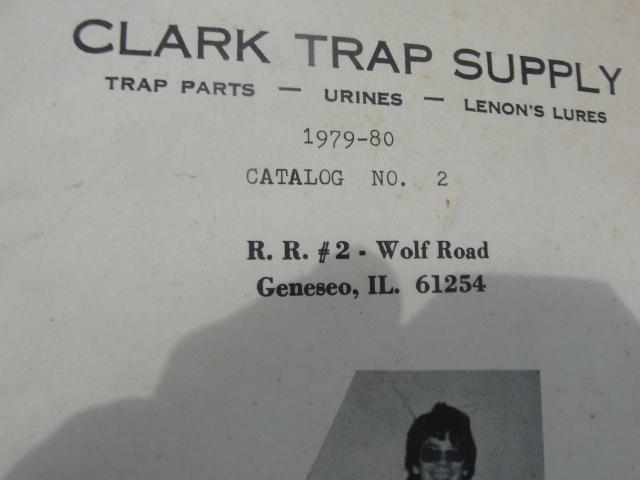 CLARK TRAP SUPPLY
TRAP PARTS — URINES — LENON'S LURES
1979-80
CATALOG NO. 2
R. R. #2 - Wolf Road
Geneseo, IL. 61254